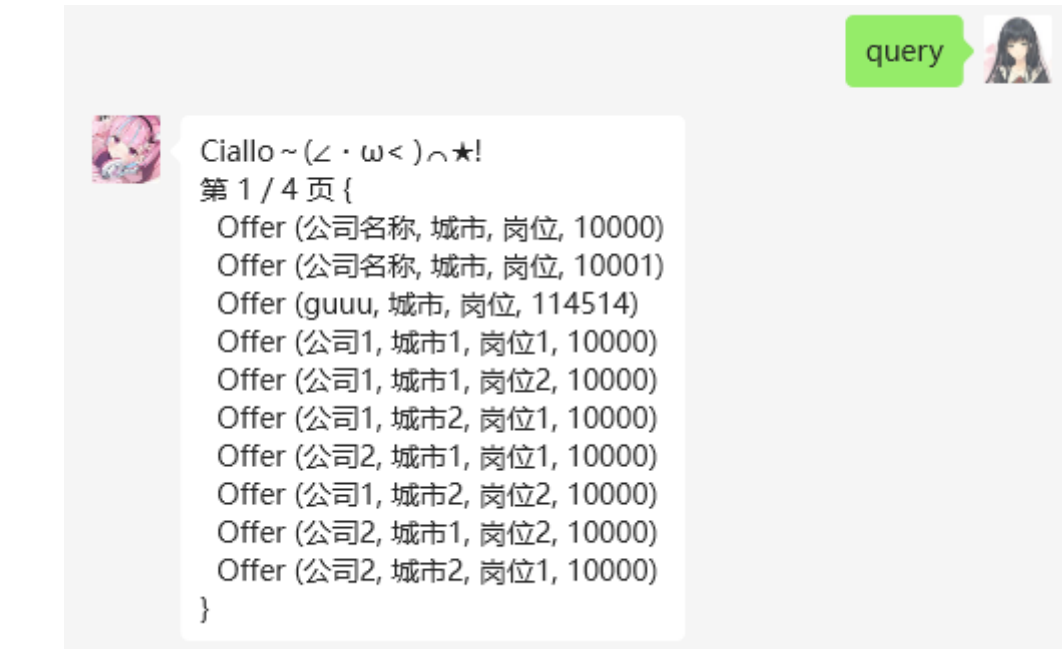 query
Ciallo～(∠・ω< )⌒★!
第 1 / 4 页 {
  Offer (公司名称, 城市, 岗位, 10000)
  Offer (公司名称, 城市, 岗位, 10001)
  Offer (guuu, 城市, 岗位, 114514)
  Offer (公司1, 城市1, 岗位1, 10000)
  Offer (公司1, 城市1, 岗位2, 10000)
  Offer (公司1, 城市2, 岗位1, 10000)
  Offer (公司2, 城市1, 岗位1, 10000)
  Offer (公司1, 城市2, 岗位2, 10000)
  Offer (公司2, 城市1, 岗位2, 10000)
  Offer (公司2, 城市2, 岗位1, 10000)
}